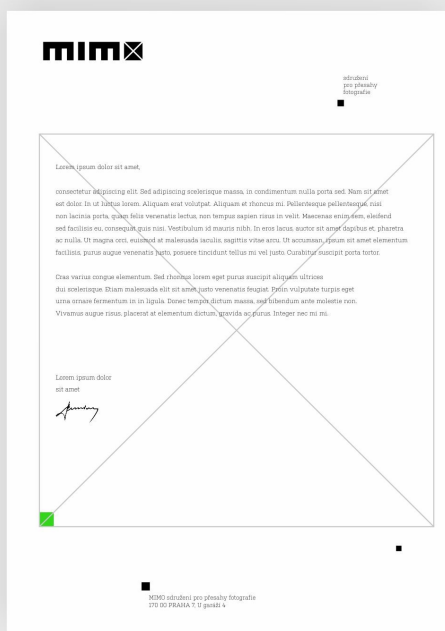 mimo
sdružení
pro přesahy
fotografie
Lorem ipsum dolor sit amet,
consectetur adipiscing elit. Sed adipiscing scelerisque massa, in condimentum nulla porta sed. Nam sit amet
est dolor. In ut luctus lorem. Aliquam erat volutpat. Aliquam et rhoncus mi. Pellentesque pellentesque, nisi
non lacinia porta, quam felis venenatis lectus, non tempus sapien risus in velit. Maecenas enim sem, eleifend
sed facilisis eu, consequat quis nisi. Vestibulum id mauris nibh. In eros lacus, auctor sit amet dapibus et, pharetra
ac nulla. Ut magna orci, euismod at malesuada iaculis, sagittis vitae arcu. Ut accumsan, ipsum sit amet elementum
facilisis, purus augue venenatis justo, posuere tincidunt tellus mi vel justo. Curabitur suscipit porta tortor.
Cras varius congue elementum. Sed rhoncus lorem eget purus suscipit aliquam ultrices
dui scelerisque. Etiam malesuada elit sit amet justo venenatis feugiat. Proin vulputate turpis eget
urna ornare fermentum in in ligula. Donec tempor dictum massa, sed bibendum ante molestie non.
Vivamus augue risus, placerat at elementum dictum, gravida ac purus. Integer nec mi mi.
Lorem ipsum dolor
sit amet
MIMO sdružení pro přesahy fotografie
170 00 PRAHA 7, U garáží 4